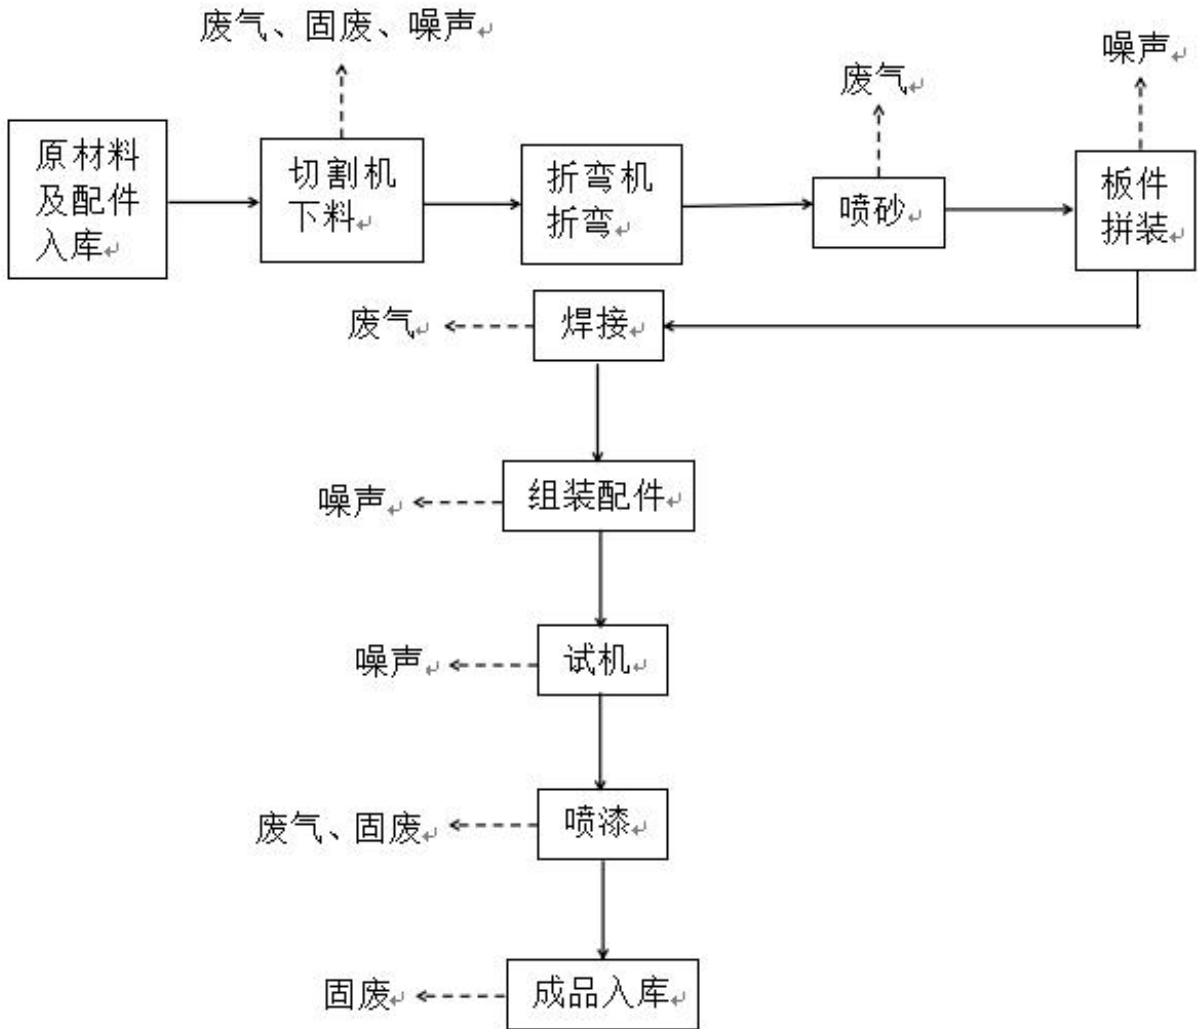 废气、固废、噪声
噪声
废气
原材料
及配件
入库
切割机
下料
折弯机
折弯
喷砂
板件
拼装
废气
焊接
噪声
组装配件
噪声
试机
废气、固废
喷漆
固废
成品入库